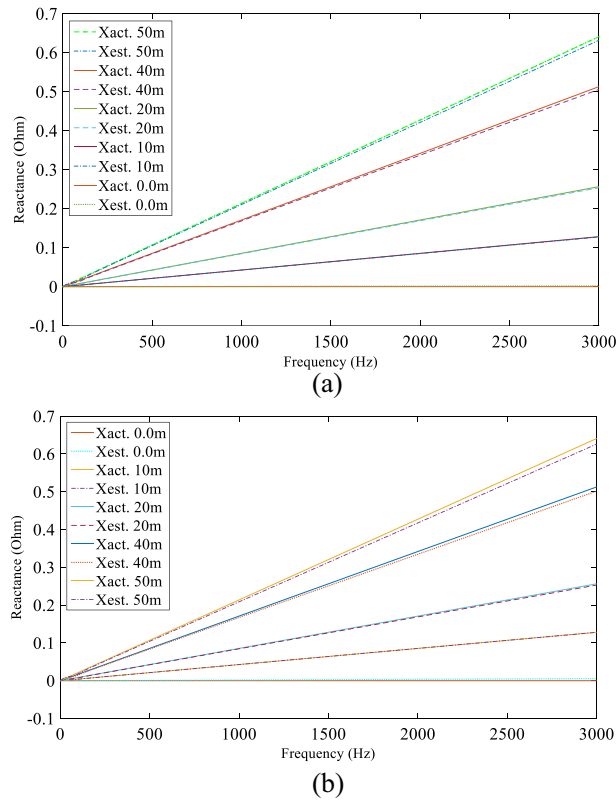 0.7
0.6
0.5
0.4
0.3
0.2
0.1
0
-0.1
Reactance (Ohm)
Xact. 50m
Xest. 50m
Xact. 40m
Xest. 40m
Xact. 20m
Xest. 20m
Xact. 10m
Xest. 10m
Xact. 0.0m
Xest. 0.0m
0 500 1000 1500 2000 2500 3000
Frequency (Hz)
(a)
0.7
0.6
0.5
0.4
0.3
0.2
0.1
0
-0.1
Reactance (Ohm)
Xact. 0.0m
Xest. 0.0m
Xact. 10m
Xest. 10m
Xact. 20m
Xest. 20m
Xact. 40m
Xest. 40m
Xact. 50m
Xest. 50m
0 500 1000 1500 2000 2500 3000
Frequency (Hz)
(b)